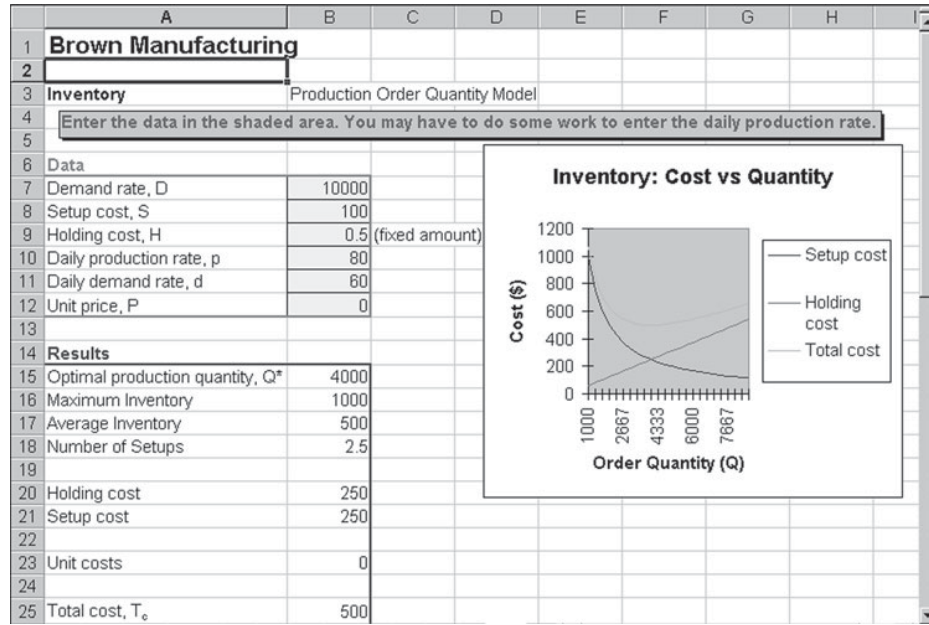 A B C D E F G H I
1 Brown Manufacturing
2
3 Inventory Production Order Quantity Model
4 Enter the data in the shaded area. You may have to do some work to enter the daily production rate.
5
6 Data
7 Demand rate, D 10000
8 Setup cost, S 100
9 Holding cost, H 0.5 (fixed amount)
10 Daily production rate, p 80
11 Daily demand rate, d 60
12 Unit price, P 0
13
14 Results
15 Optimal production quantity, Q* 4000
16 Maximum Inventory 1000
17 Average Inventory 500
18 Number of Setups 2.5
19
20 Holding cost 250
21 Setup cost 250
22
23 Unit costs 0
24
25 Total cost, Tc 500
Inventory: Cost vs Quantity
Cost ($)
1200
1000
800
600
400
200
0
1000 2667 4333 6000 7667
Order Quantity (Q)
Setup cost
Holding
cost
Total cost